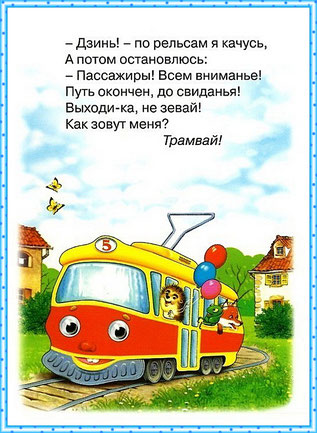 – Дзинь! – по рельсам я качусь,
А потом остановлюсь:
– Пассажиры! Всем вниманье!
Путь окончен, до свиданья!
Выходи-ка, не зевай!
Как зовут меня?
Трамвай!
5